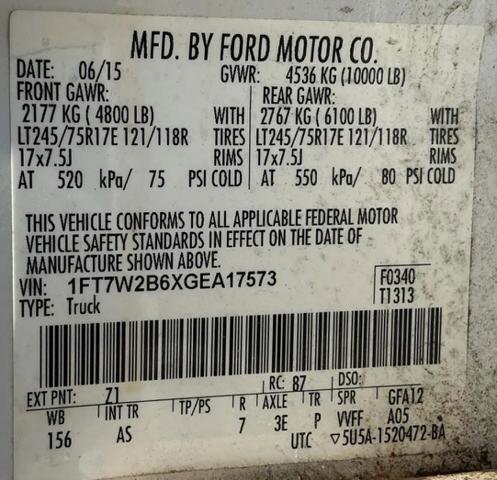 MFD. BY FORD MOTOR CO.
DATE: 06/15 GVWR: 4536 KG (10000 LB)
FRONT GAWR: REAR GAWR:
2177 KG ( 4800 LB) WITH 2767 KG ( 6100 LB) WITH
LT245/75R17E 121/118R TIRES LT245/75R17E 121/118R TIRES
17x7.5J RIMS 17x7.5J RIMS
AT 520 kPa/ 75 PSI COLD AT 550 kPa/ 80 PSI COLD
THIS VEHICLE CONFORMS TO ALL APPLICABLE FEDERAL MOTOR
VEHICLE SAFETY STANDARDS IN EFFECT ON THE DATE OF
MANUFACTURE SHOWN ABOVE.
VIN: 1FT7W2B6XGEA17573 F0340
TYPE: Truck T1313
EXT PNT: Z1 RC: 87 DSO:
WB INT TR TP/PS R AXLE TR SPR GFA12
156 AS 7 3E P VVFF A05
UTC ▽5U5A-1520472-BA